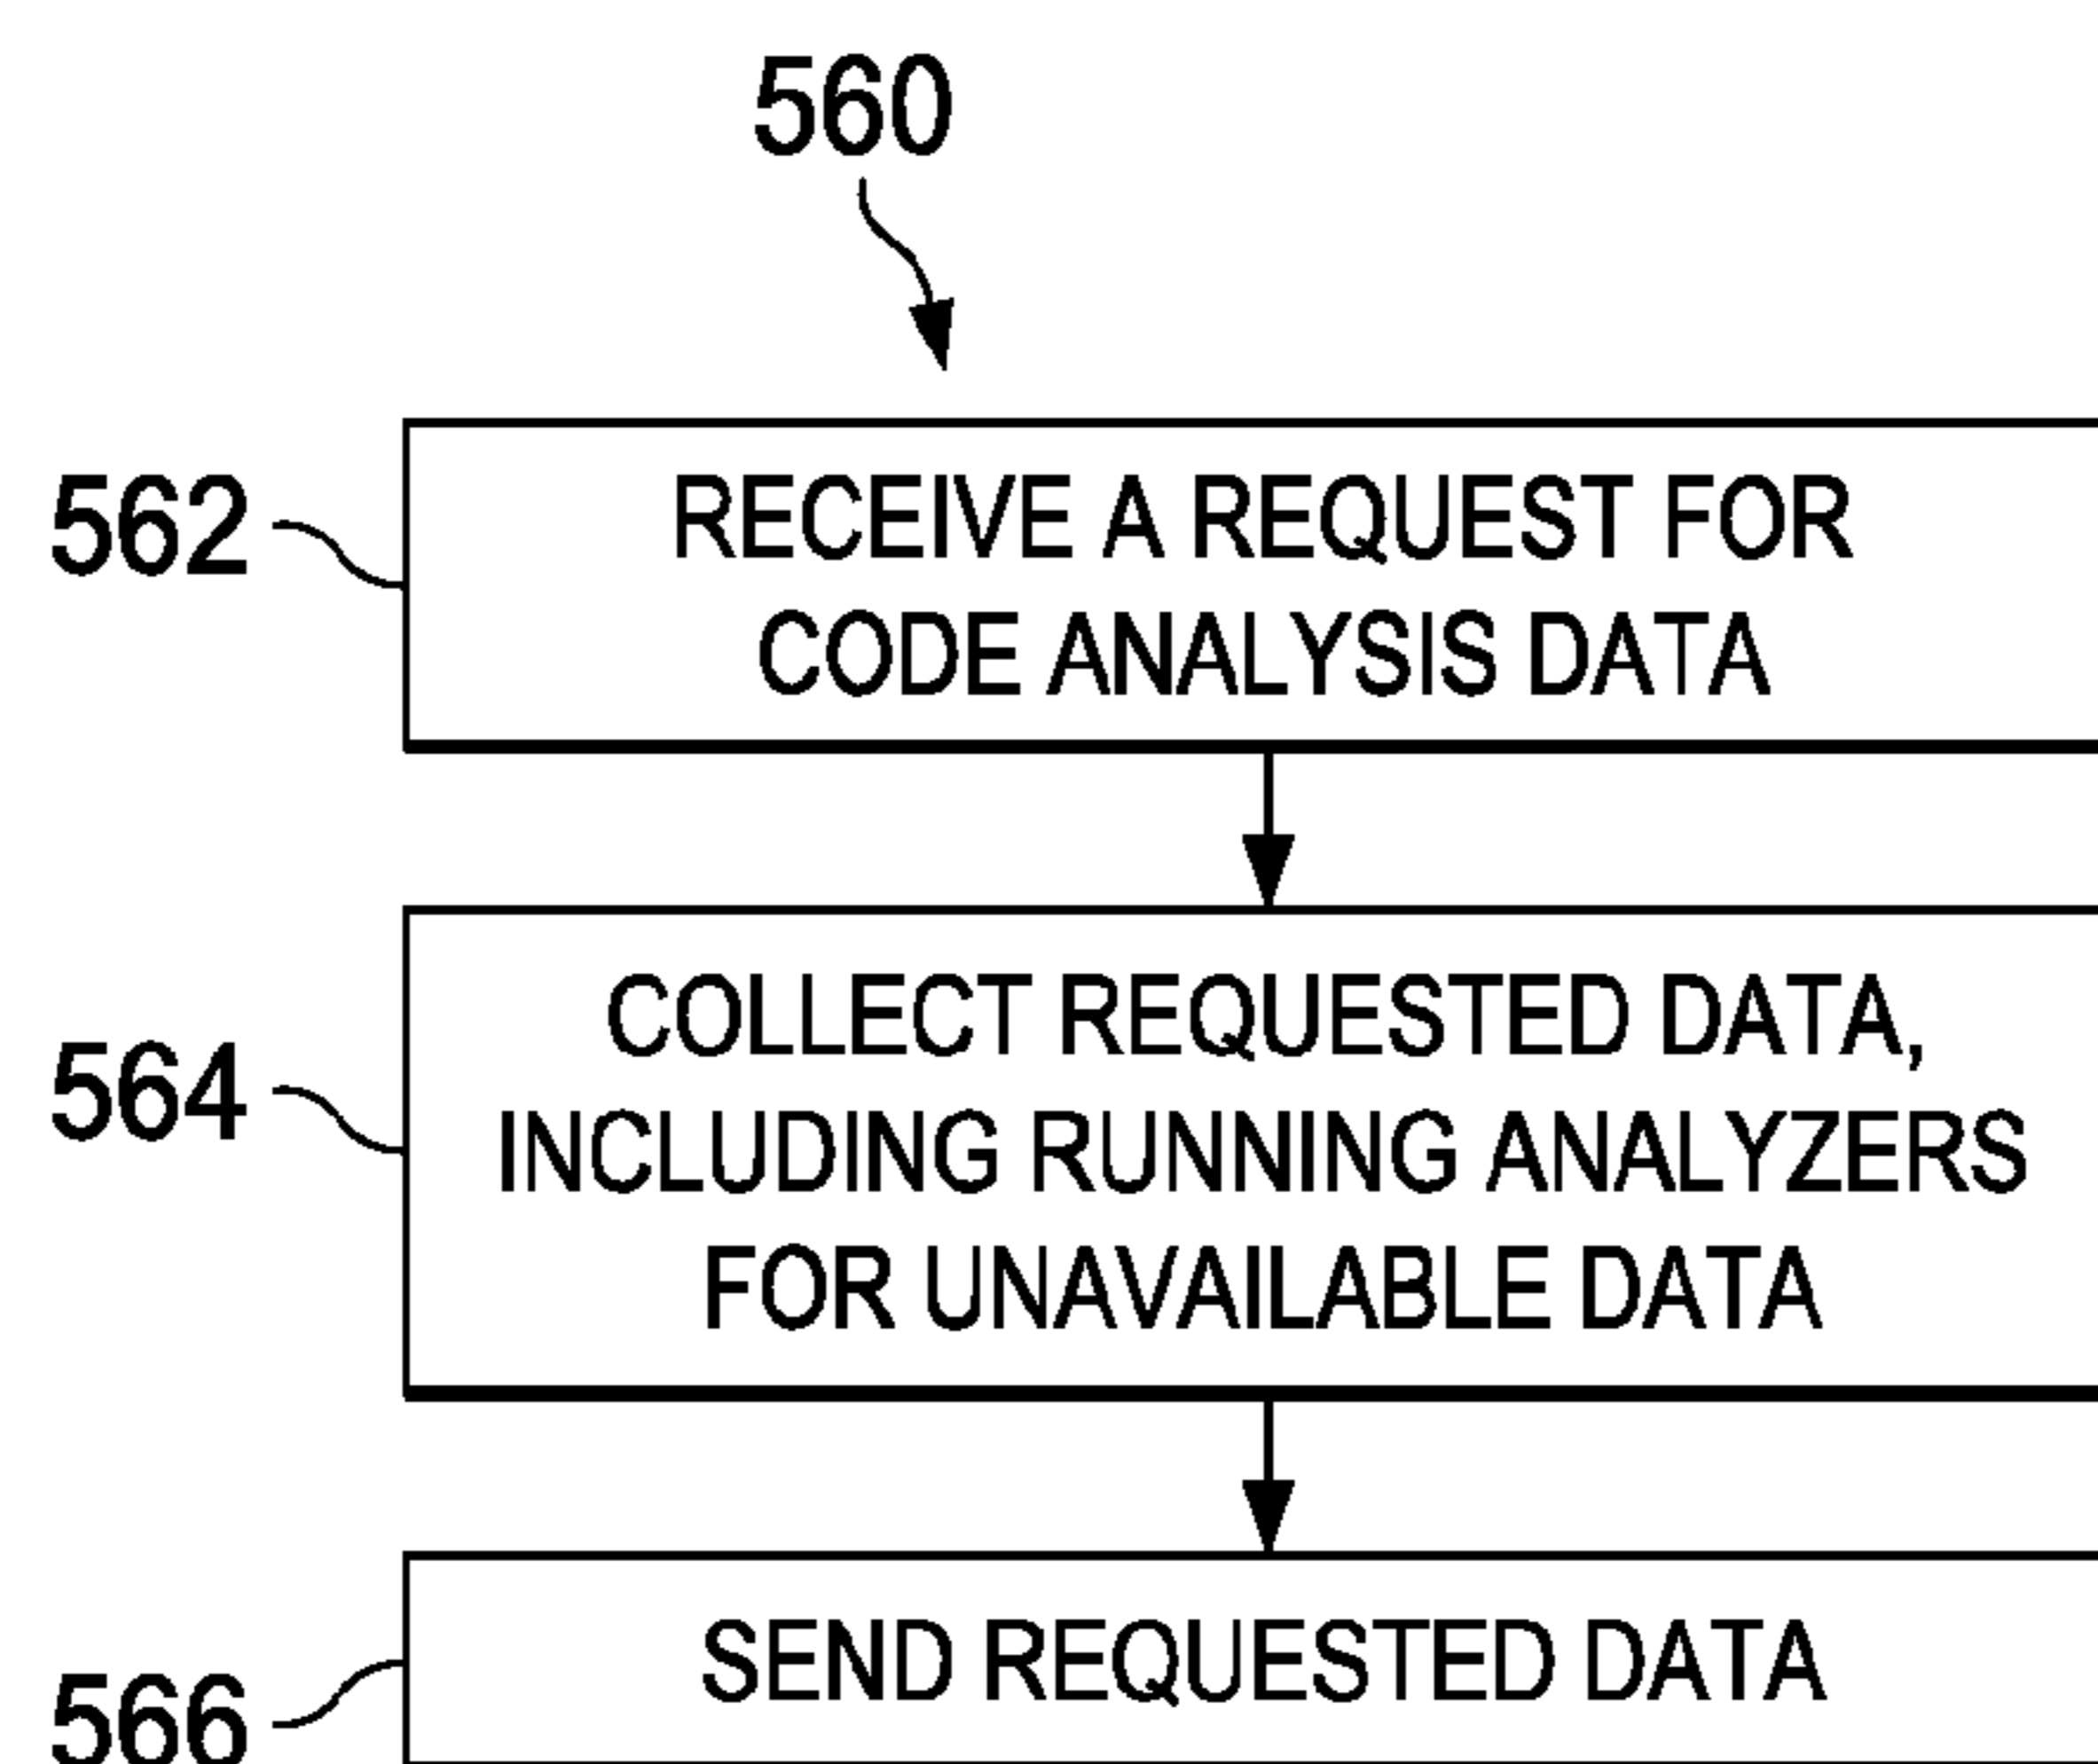 560
562
RECEIVE A REQUEST FOR
CODE ANALYSIS DATA
564
COLLECT REQUESTED DATA,
INCLUDING RUNNING ANALYZERS
FOR UNAVAILABLE DATA
566
SEND REQUESTED DATA